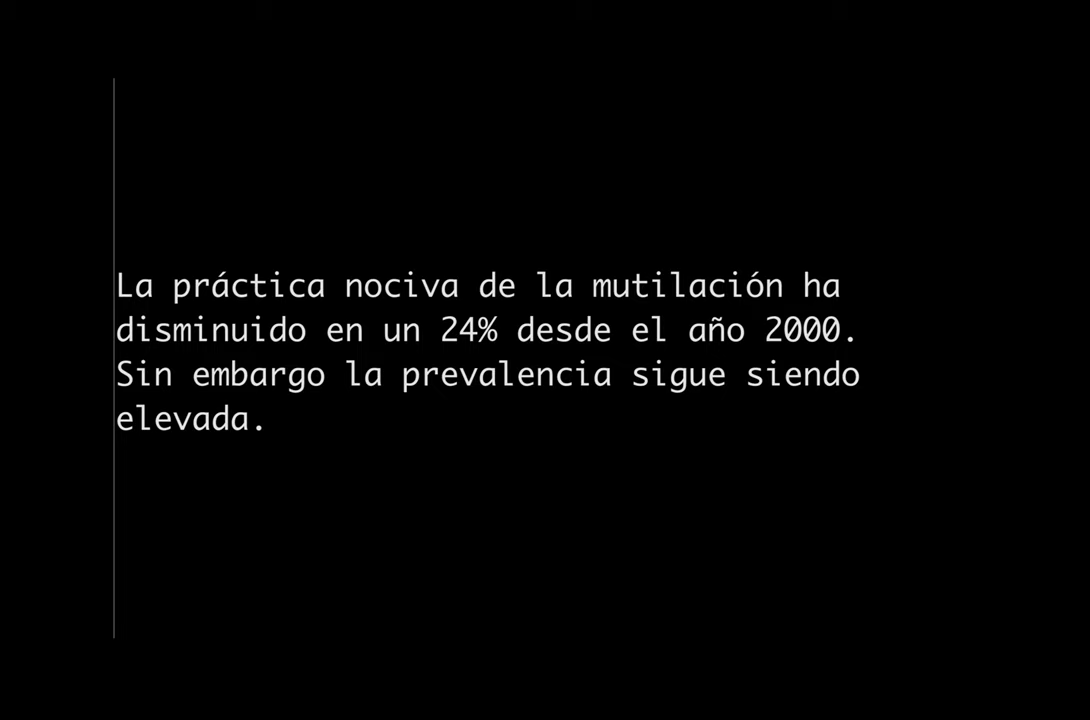 La práctica nociva de la mutilación ha
disminuido en un 24% desde el año 2000.
Sin embargo la prevalencia sigue siendo
elevada.